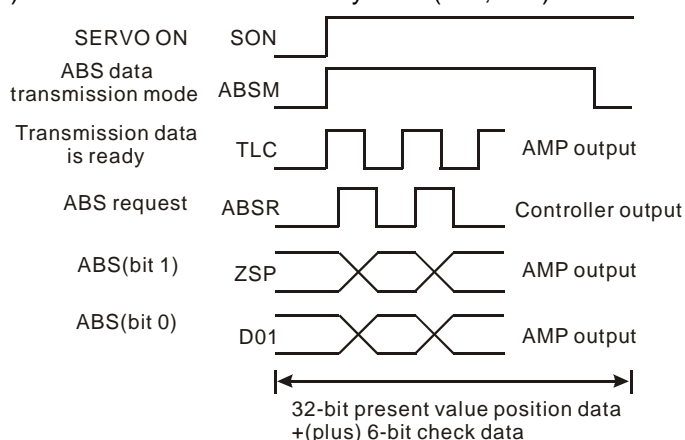 SERVO ON SON
ABS data
transmission mode ABSM
Transmission data
is ready TLC AMP output
ABS request ABSR Controller output
ABS(bit 1) ZSP AMP output
ABS(bit 0) D01 AMP output
32-bit present value position data
+(plus) 6-bit check data